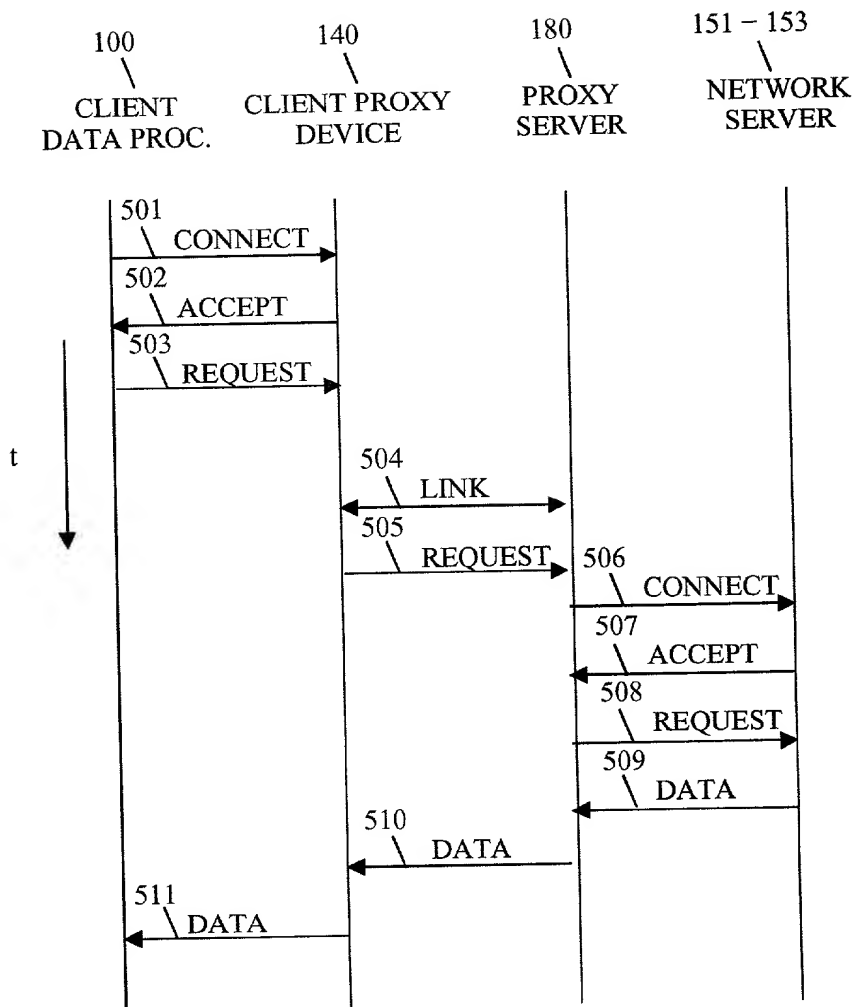 100
140
180
151 – 153
CLIENT
DATA PROC.
CLIENT PROXY
DEVICE
PROXY
SERVER
NETWORK
SERVER
501
CONNECT
502
ACCEPT
503
REQUEST
t
504
LINK
505
REQUEST
506
CONNECT
507
ACCEPT
508
REQUEST
509
DATA
510
DATA
511
DATA